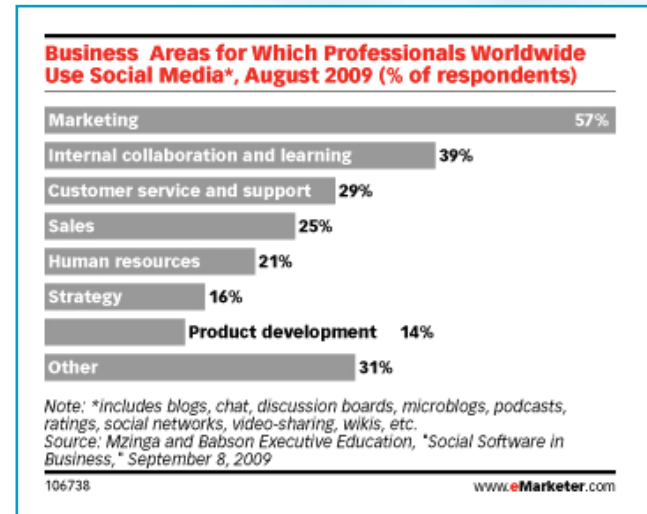 Business Areas for Which Professionals Worldwide
Use Social Media*, August 2009 (% of respondents)
Marketing 57%
Internal collaboration and learning 39%
Customer service and support 29%
Sales 25%
Human resources 21%
Strategy 16%
Product development 14%
Other 31%
Note: *includes blogs, chat, discussion boards, microblogs, podcasts,
ratings, social networks, video-sharing, wikis, etc.
Source: Mzinga and Babson Executive Education, "Social Software in
Business," September 8, 2009
106738 www.eMarketer.com